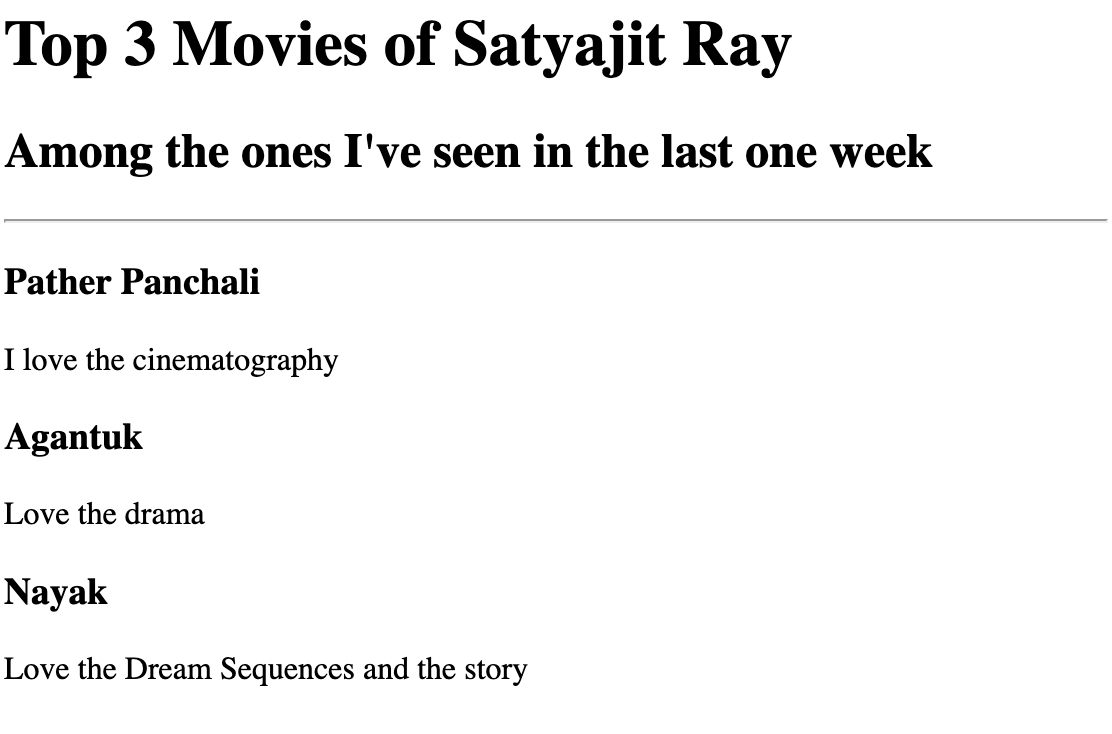 Top 3 Movies of Satyajit Ray
Among the ones I've seen in the last one week
Pather Panchali
I love the cinematography
Agantuk
Love the drama
Nayak
Love the Dream Sequences and the story